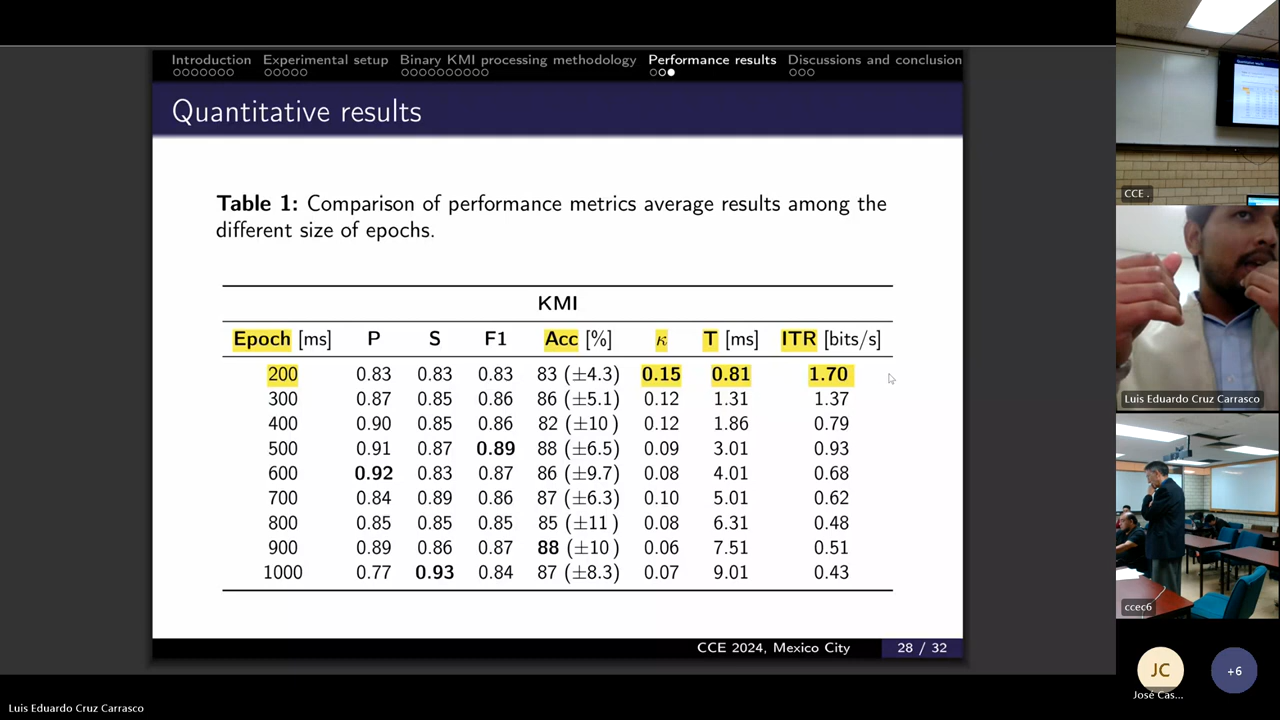 Introduction Experimental setup Binary KMI processing methodology Performance results Discussions and conclusion
Quantitative results
Table 1: Comparison of performance metrics average results among the
different size of epochs.
KMI
Epoch [ms] P S F1 Acc [%] κ T [ms] ITR [bits/s]
200 0.83 0.83 0.83 83 (±4.3) 0.15 0.81 1.70
300 0.87 0.85 0.86 86 (±5.1) 0.12 1.31 1.37
400 0.90 0.85 0.86 82 (±10 ) 0.12 1.86 0.79
500 0.91 0.87 0.89 88 (±6.5) 0.09 3.01 0.93
600 0.92 0.83 0.87 86 (±9.7) 0.08 4.01 0.68
700 0.84 0.89 0.86 87 (±6.3) 0.10 5.01 0.62
800 0.85 0.85 0.85 85 (±11 ) 0.08 6.31 0.48
900 0.89 0.86 0.87 88 (±10 ) 0.06 7.51 0.51
1000 0.77 0.93 0.84 87 (±8.3) 0.07 9.01 0.43
CCE 2024, Mexico City 28 / 32
Luis Eduardo Cruz Carrasco
CCE .
Luis Eduardo Cruz Carrasco
ccec6
JC
José Cas...
+6